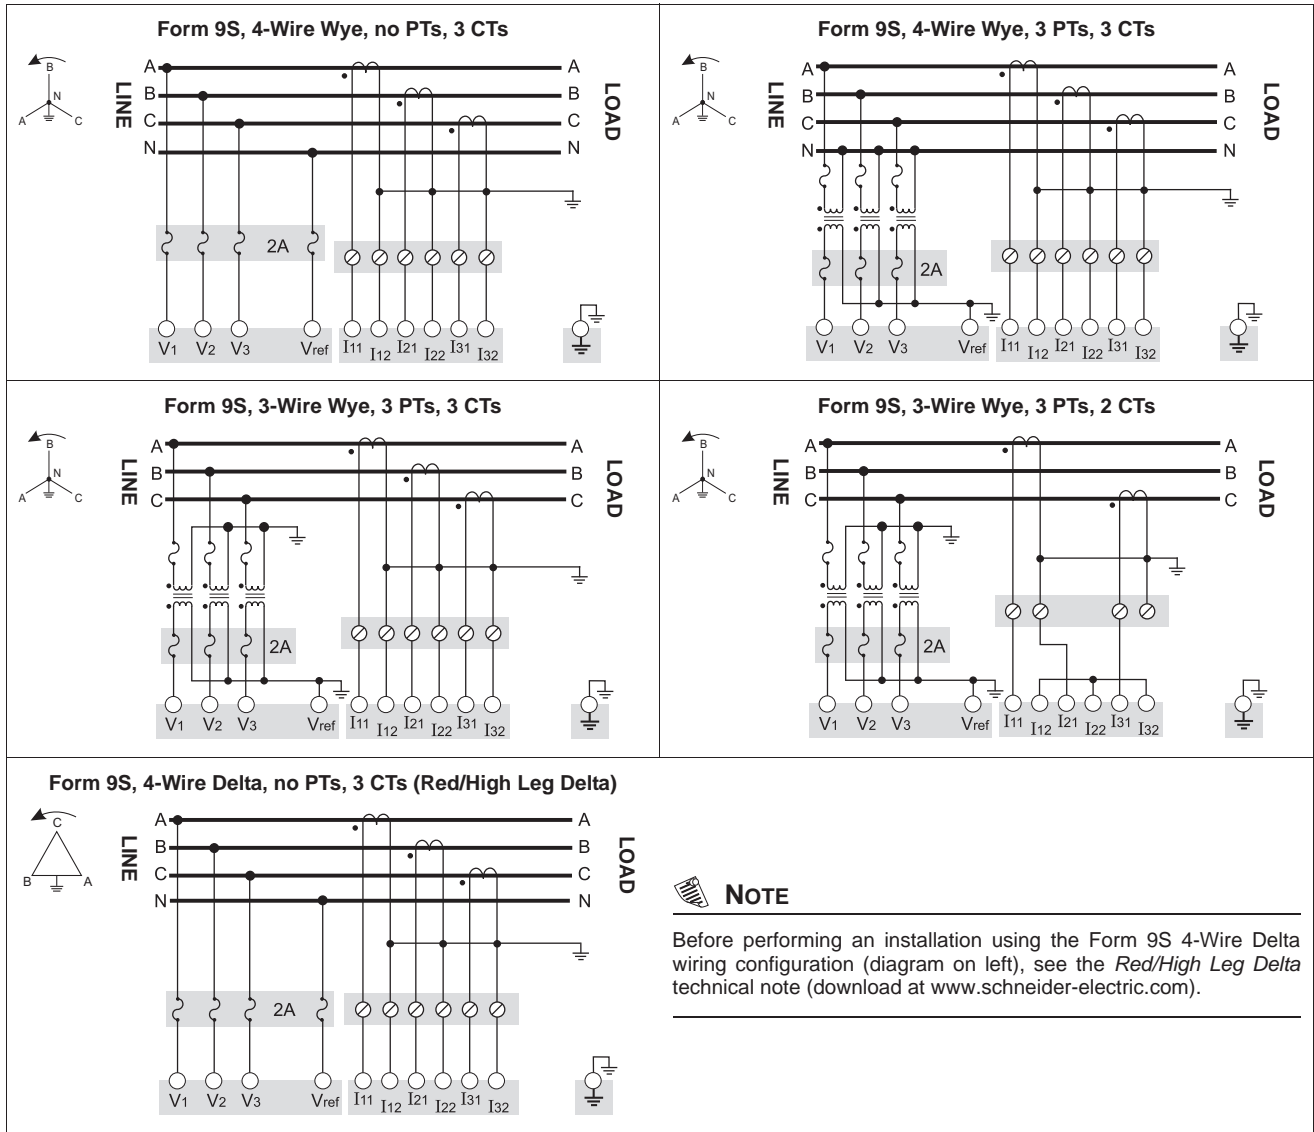 Form 9S, 4-Wire Wye, no PTs, 3 CTs
B
N
A
C
LINE
A
B
C
N
A
B
C
N
LOAD
2A
V1 V2 V3 Vref I11 I12 I21 I22 I31 I32
Form 9S, 4-Wire Wye, 3 PTs, 3 CTs
B
N
A
C
LINE
A
B
C
N
A
B
C
N
LOAD
2A
V1 V2 V3 Vref I11 I12 I21 I22 I31 I32
Form 9S, 3-Wire Wye, 3 PTs, 3 CTs
B
N
A
C
LINE
A
B
C
A
B
C
LOAD
2A
V1 V2 V3 Vref I11 I12 I21 I22 I31 I32
Form 9S, 3-Wire Wye, 3 PTs, 2 CTs
B
N
A
C
LINE
A
B
C
A
B
C
LOAD
2A
V1 V2 V3 Vref I11 I12 I21 I22 I31 I32
Form 9S, 4-Wire Delta, no PTs, 3 CTs (Red/High Leg Delta)
C
B
A
LINE
A
B
C
N
A
B
C
N
LOAD
2A
V1 V2 V3 Vref I11 I12 I21 I22 I31 I32
NOTE
Before performing an installation using the Form 9S 4-Wire Delta
wiring configuration (diagram on left), see the Red/High Leg Delta
technical note (download at www.schneider-electric.com).